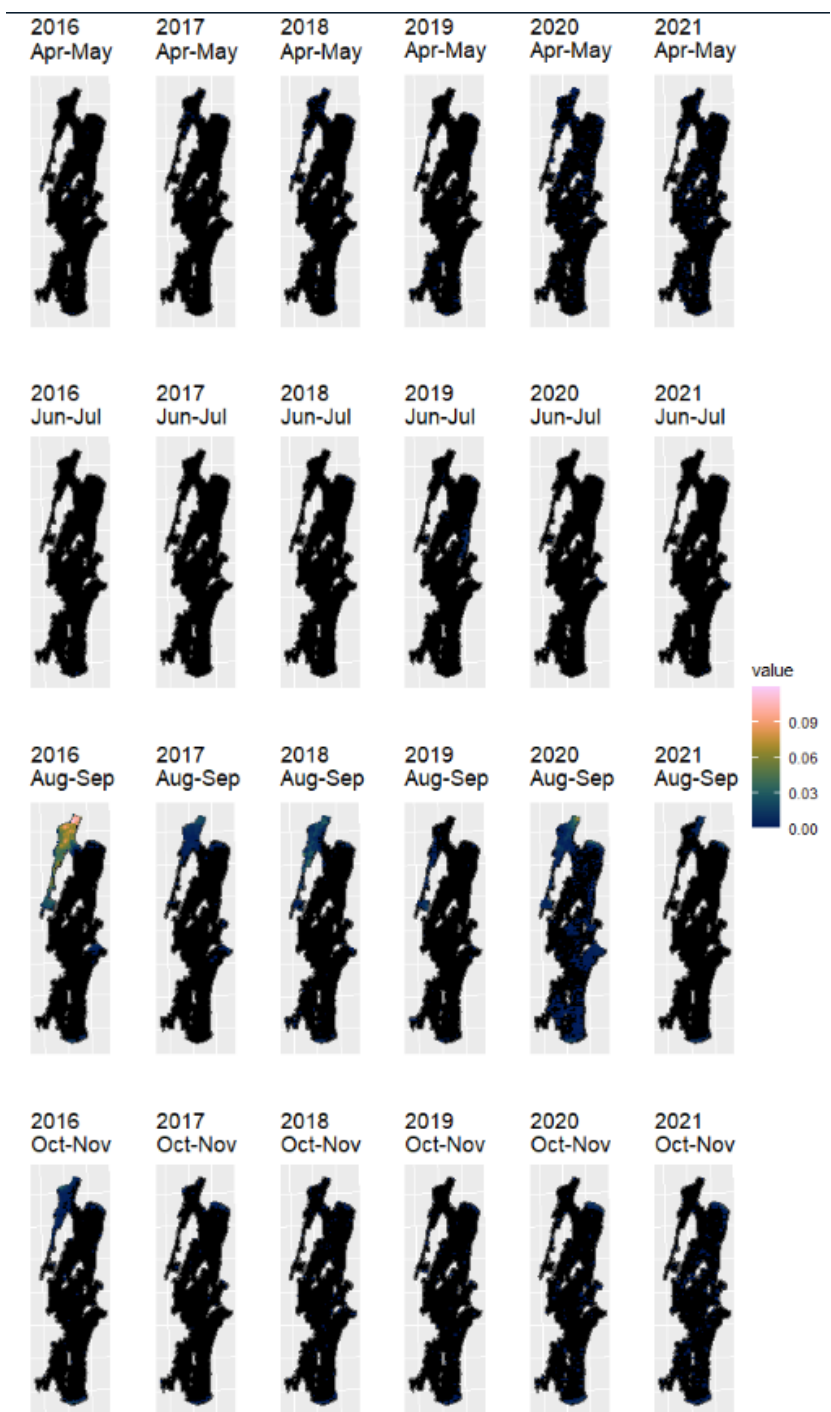 2016 2017 2018 2019 2020 2021
Apr-May Apr-May Apr-May Apr-May Apr-May Apr-May
2016 2017 2018 2019 2020 2021
Jun-Jul Jun-Jul Jun-Jul Jun-Jul Jun-Jul Jun-Jul
value
0.09
0.06
0.03
0.00
2016 2017 2018 2019 2020 2021
Aug-Sep Aug-Sep Aug-Sep Aug-Sep Aug-Sep Aug-Sep
2016 2017 2018 2019 2020 2021
Oct-Nov Oct-Nov Oct-Nov Oct-Nov Oct-Nov Oct-Nov